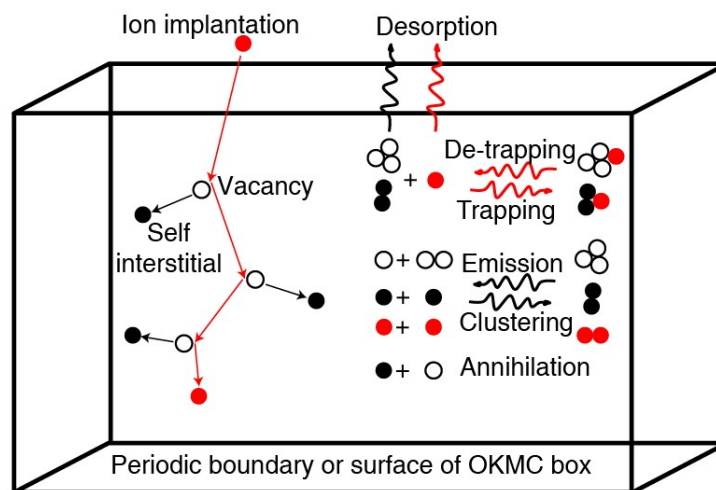 Ion implantation
Desorption
Vacancy
Self
interstitial
De-trapping
+
Trapping
+
Emission
+
+
Clustering
+
Annihilation
Periodic boundary or surface of OKMC box